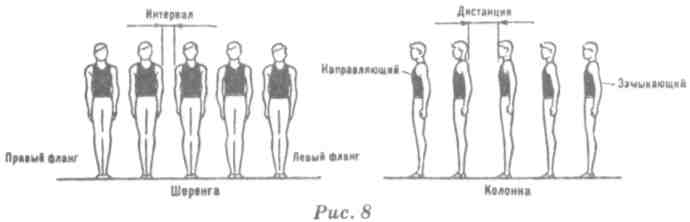 Интервал
Дистанция
Направляющий
Замыкающий
Правый фланг
Левый фланг
Шеренга
Колонна
Рис. 8